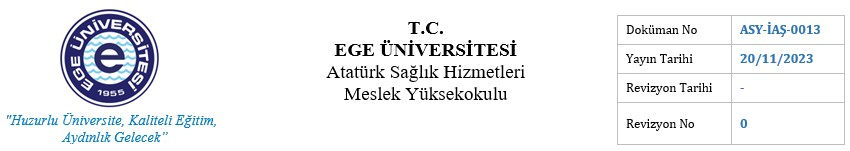 EGE ÜNİVERSİTESİ
e
1955
"Huzurlu Üniversite, Kaliteli Eğitim,
Aydınlık Gelecek"
T.C.
EGE ÜNİVERSİTESİ
Atatürk Sağlık Hizmetleri
Meslek Yüksekokulu
Doküman No ASY-İAŞ-0013
Yayın Tarihi 20/11/2023
Revizyon Tarihi -
Revizyon No 0